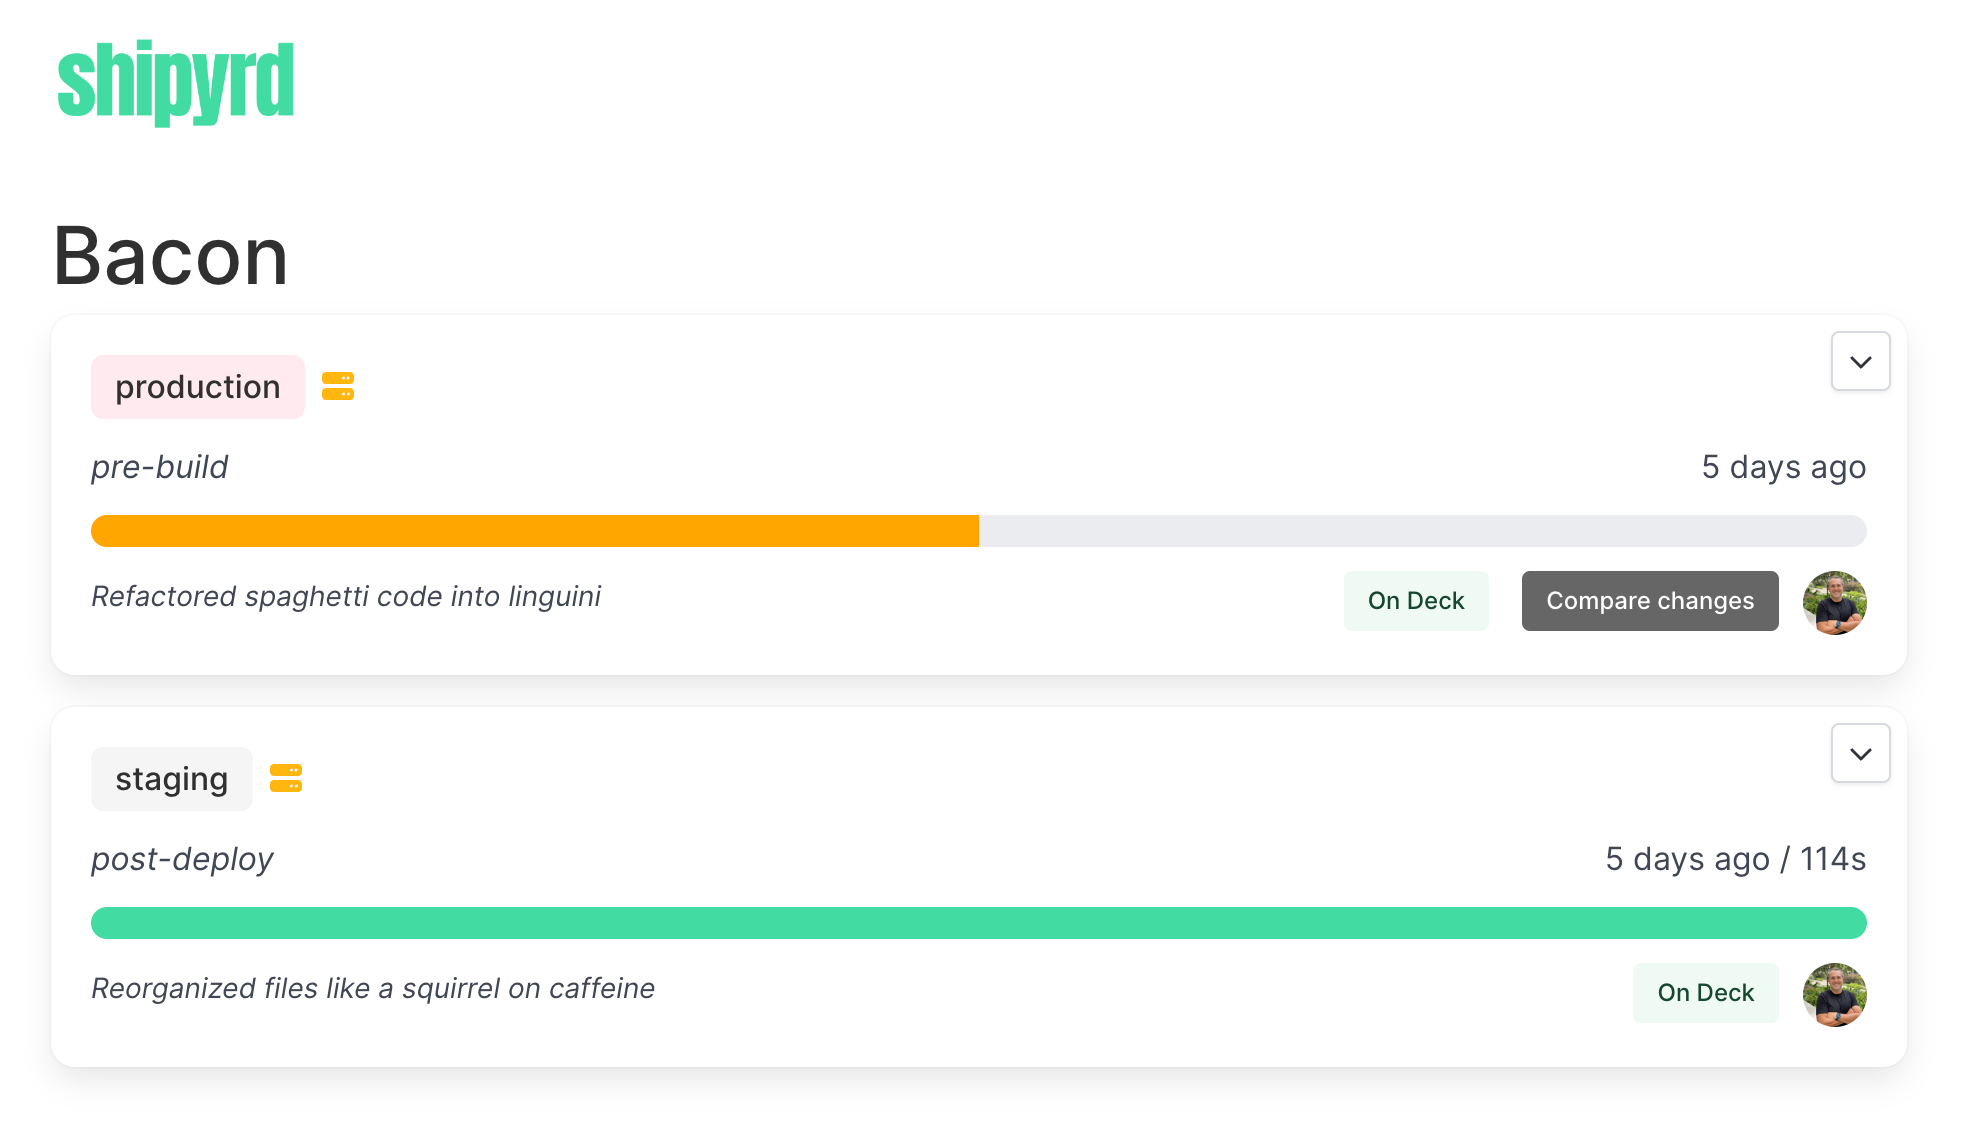 shipyrd
Bacon
production
pre-build
5 days ago
Refactored spaghetti code into linguini
On Deck
Compare changes
staging
post-deploy
5 days ago / 114s
Reorganized files like a squirrel on caffeine
On Deck